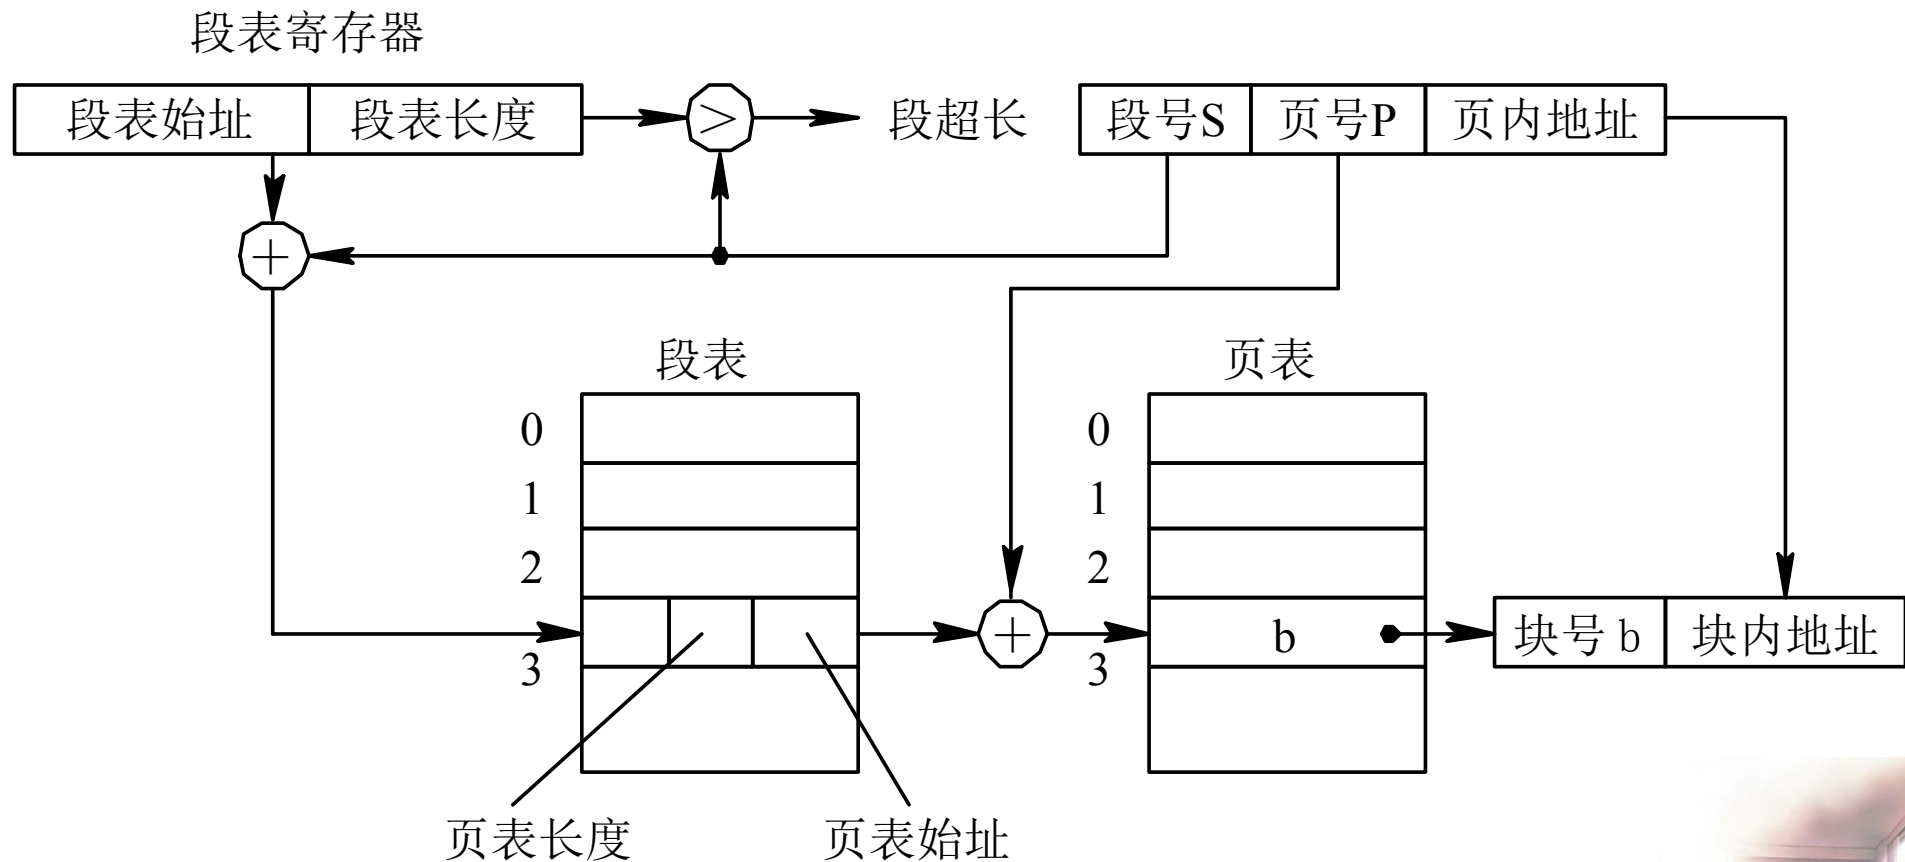 段表寄存器
段表始址 段表长度 > 段超长 段号S 页号P 页内地址
+
段表 页表
0 0
1 1
2 2
+ b 块号 b 块内地址
3 3
页表长度 页表始址